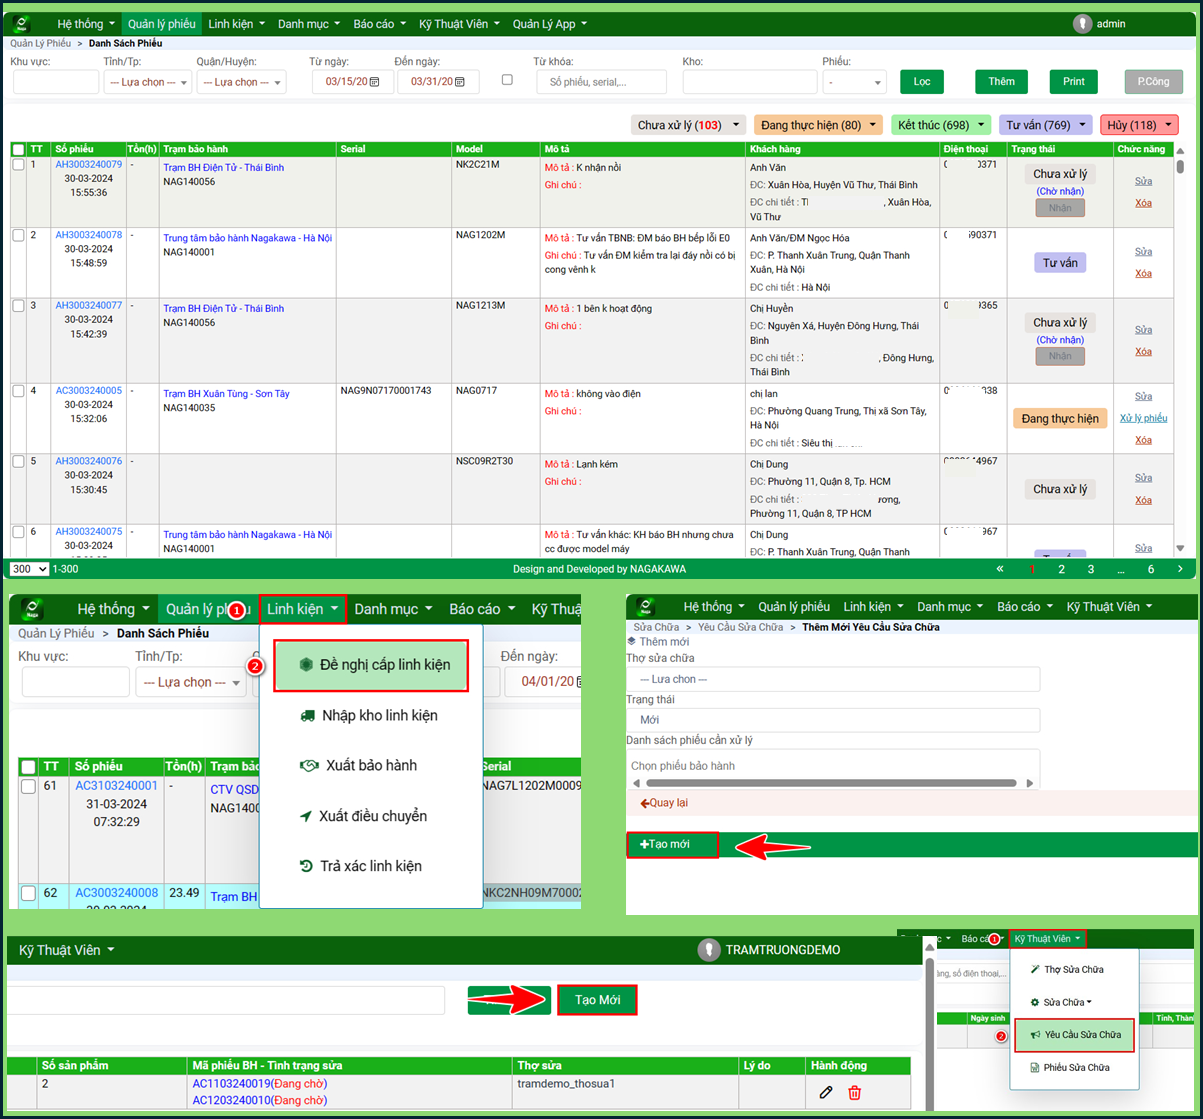 Hệ thống Quản lý phiếu Linh kiện Danh mục Báo cáo Kỹ Thuật Viên Quản Lý App admin
Quản Lý Phiếu > Danh Sách Phiếu
Khu vực: Tỉnh/Tp: Quận/Huyện: Từ ngày: Đến ngày: Từ khóa: Kho: Phiếu:
--- Lựa chọn --- --- Lựa chọn --- 03/15/20 03/31/20 Số phiếu, serial,... - Lọc Thêm Print P.Công
Chưa xử lý (103) Đang thực hiện (80) Kết thúc (698) Tư vấn (769) Hủy (118)
TT Số phiếu Tồn(h) Trạm bảo hành Serial Model Mô tả Khách hàng Điện thoại Trạng thái Chức năng
1 AH3003240079 - Trạm BH Điện Tử - Thái Bình NK2C21M Mô tả : K nhận nồi Anh Văn 0 0371 Chưa xử lý
30-03-2024 NAG140056 Ghi chú : ĐC: Xuân Hòa, Huyện Vũ Thư, Thái Bình (Chờ nhận) Sửa
15:55:36 ĐC chi tiết : , Xuân Hòa, Nhận Xóa
Vũ Thư
2 AH3003240078 - Trung tâm bảo hành Nagakawa - Hà Nội NAG1202M Mô tả : Tư vấn TBNB: ĐM báo BH bếp lỗi E0 Anh Văn/ĐM Ngọc Hóa 0 90371
30-03-2024 NAG140001 Ghi chú : Tư vấn ĐM kiểm tra lại đáy nồi có bị ĐC: P. Thanh Xuân Trung, Quận Thanh Sửa
15:48:59 cong vênh k Xuân, Hà Nội Tư vấn Xóa
ĐC chi tiết : Hà Nội
3 AH3003240077 - Trạm BH Điện Tử - Thái Bình NAG1213M Mô tả : 1 bên k hoạt động Chị Huyền 0 365
30-03-2024 NAG140056 Ghi chú : ĐC: Nguyên Xá, Huyện Đông Hưng, Thái Chưa xử lý Sửa
15:42:39 Bình (Chờ nhận)
ĐC chi tiết : , Đông Hưng, Nhận Xóa
Thái Bình
4 AC3003240005 - Trạm BH Xuân Tùng - Sơn Tây NAG9N07170001743 NAG0717 Mô tả : không vào điện chị lan 0 338 Sửa
30-03-2024 NAG140035 Ghi chú : ĐC: Phường Quang Trung, Thị xã Sơn Tây, Đang thực hiện Xử lý phiếu
15:32:06 Hà Nội Xóa
ĐC chi tiết : Siêu thị
5 AH3003240076 - NSC09R2T30 Mô tả : Lạnh kém Chị Dung 4967
30-03-2024 Ghi chú : ĐC: Phường 11, Quận 8, Tp. HCM Chưa xử lý Sửa
15:30:45 ĐC chi tiết : ương, Xóa
Phường 11, Quận 8, TP HCM
6 AH3003240075 - Trung tâm bảo hành Nagakawa - Hà Nội Mô tả : Tư vấn khác: KH báo BH nhưng chưa Chị Dung 967
30-03-2024 NAG140001 cc được model máy ĐC: P. Thanh Xuân Trung, Quận Thanh Sửa
300 1-300 Design and Developed by NAGAKAWA « 1 2 3 ... 6 >
Hệ thống Quản lý ph 1 Linh kiện Danh mục Báo cáo Kỹ Thuậ
Quản Lý Phiếu > Danh Sách Phiếu
Khu vực: Tỉnh/Tp: Đến ngày:
--- Lựa chọn --- 04/01/20
2 Đề nghị cấp linh kiện
Nhập kho linh kiện
Xuất bảo hành
Xuất điều chuyển
Trả xác linh kiện
TT Số phiếu Tồn(h) Trạm bảo Serial
61 AC3103240001 - CTV QSD NAG7L1202M0009
31-03-2024 NAG1400
07:32:29
62 AC3003240008 23.49 Trạm BH NKC2NH09M70002
Hệ thống Quản lý phiếu Linh kiện Danh mục Báo cáo Kỹ Thuật Viên
Sửa Chữa > Yêu Cầu Sửa Chữa > Thêm Mới Yêu Cầu Sửa Chữa
Thêm mới
Thợ sửa chữa
--- Lưa chon ---
Trạng thái
Mới
Danh sách phiếu cần xử lý
Chọn phiếu bảo hành
Quay lại
Tạo mới
Kỹ Thuật Viên TRAMTRUONGDEMO
Tạo Mới
Số sản phẩm Mã phiếu BH - Tình trạng sửa Thợ sửa Lý do Hành động
2 AC1103240019(Đang chờ) tramdemo_thosua1
AC1203240010(Đang chờ)
Báo cá 1 Kỹ Thuật Viên
àng, số điện thoại,...
Thợ Sửa Chữa
Sửa Chữa
Ngày sinh Tỉnh, Thàn
2 Yêu Cầu Sửa Chữa
Phiếu Sửa Chữa